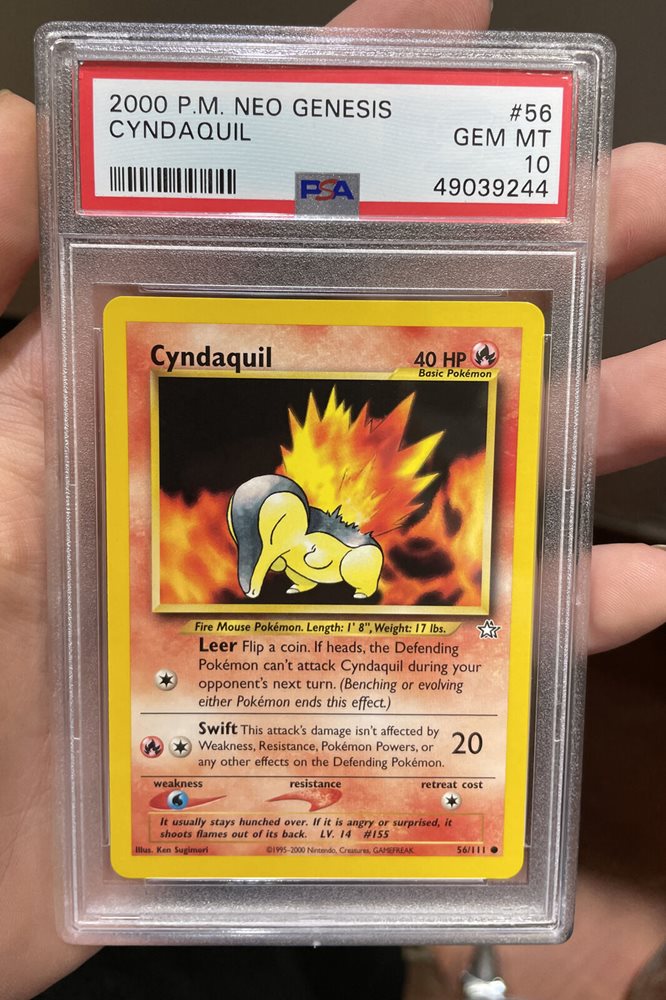 2000 P.M. NEO GENESIS #56
CYNDAQUIL GEM MT
10
PSA 49039244
Cyndaquil 40 HP
Basic Pokémon
Fire Mouse Pokémon. Length: 1' 8", Weight: 17 lbs.
Leer Flip a coin. If heads, the Defending
Pokémon can't attack Cyndaquil during your
opponent's next turn. (Benching or evolving
either Pokémon ends this effect.)
Swift This attack's damage isn't affected by
Weakness, Resistance, Pokémon Powers, or 20
any other effects on the Defending Pokémon.
weakness resistance retreat cost
It usually stays hunched over. If it is angry or surprised, it
shoots flames out of its back. LV. 14 #155
Illus. Ken Sugimori ©1995-2000 Nintendo, Creatures, GAMEFREAK. 56/111